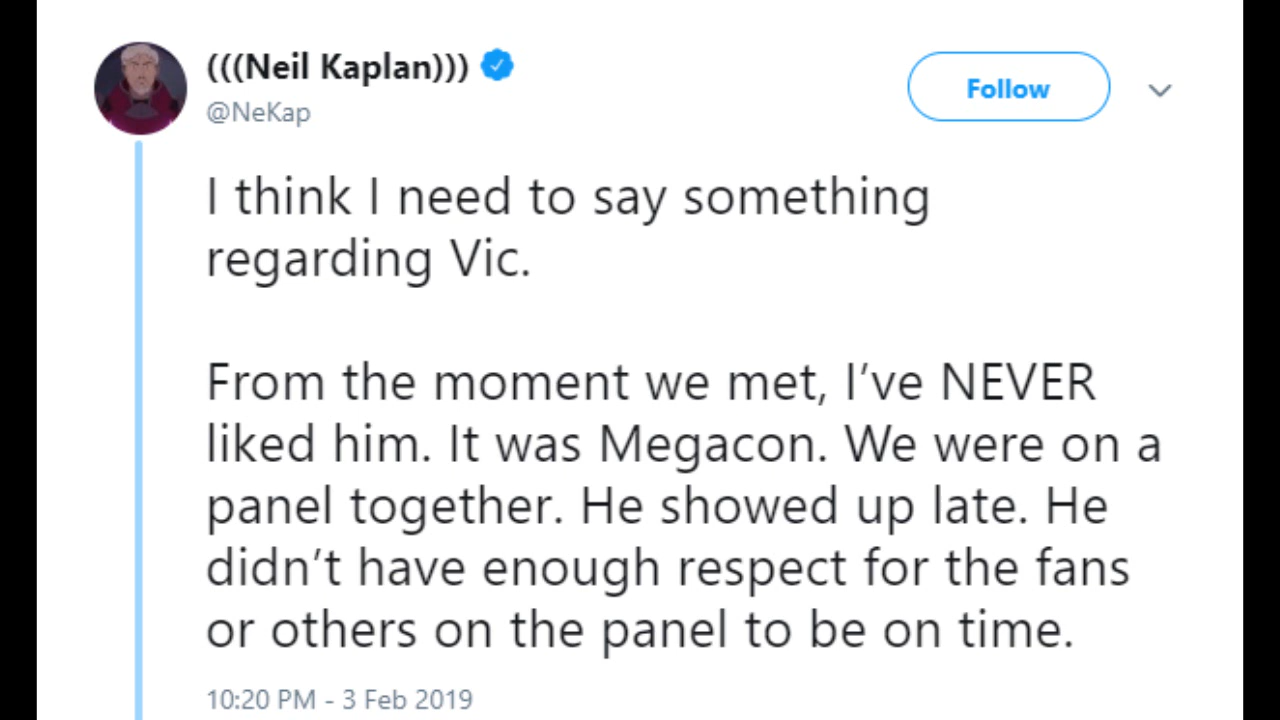 (((Neil Kaplan)))
@NeKap
Follow
I think I need to say something
regarding Vic.
From the moment we met, I’ve NEVER
liked him. It was Megacon. We were on a
panel together. He showed up late. He
didn’t have enough respect for the fans
or others on the panel to be on time.
10:20 PM - 3 Feb 2019